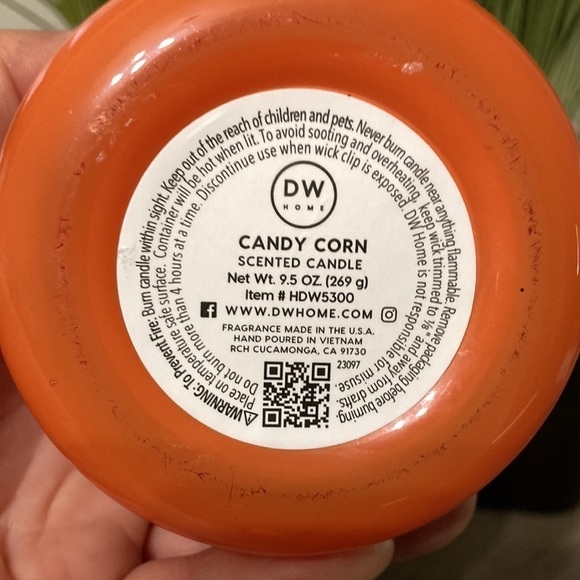 DW
HOME
CANDY CORN
SCENTED CANDLE
Net Wt. 9.5 OZ. (269 g)
Item # HDW5300
WWW.DWHOME.COM
FRAGRANCE MADE IN THE U.S.A.
HAND POURED IN VIETNAM
RCH CUCAMONGA, CA 91730
23097
⚠WARNING: To Prevent Fire: Burn candle within sight. Keep out of the reach of children and pets. Never burn candle near anything flammable. Remove packaging before burning.
Place on temperature safe surface. Container will be hot when lit. To avoid sooting and overheating, keep wick trimmed to ⅛" and away from drafts.
Do not burn more than 4 hours at a time. Discontinue use when wick clip is exposed. DW Home is not responsible for misuse.